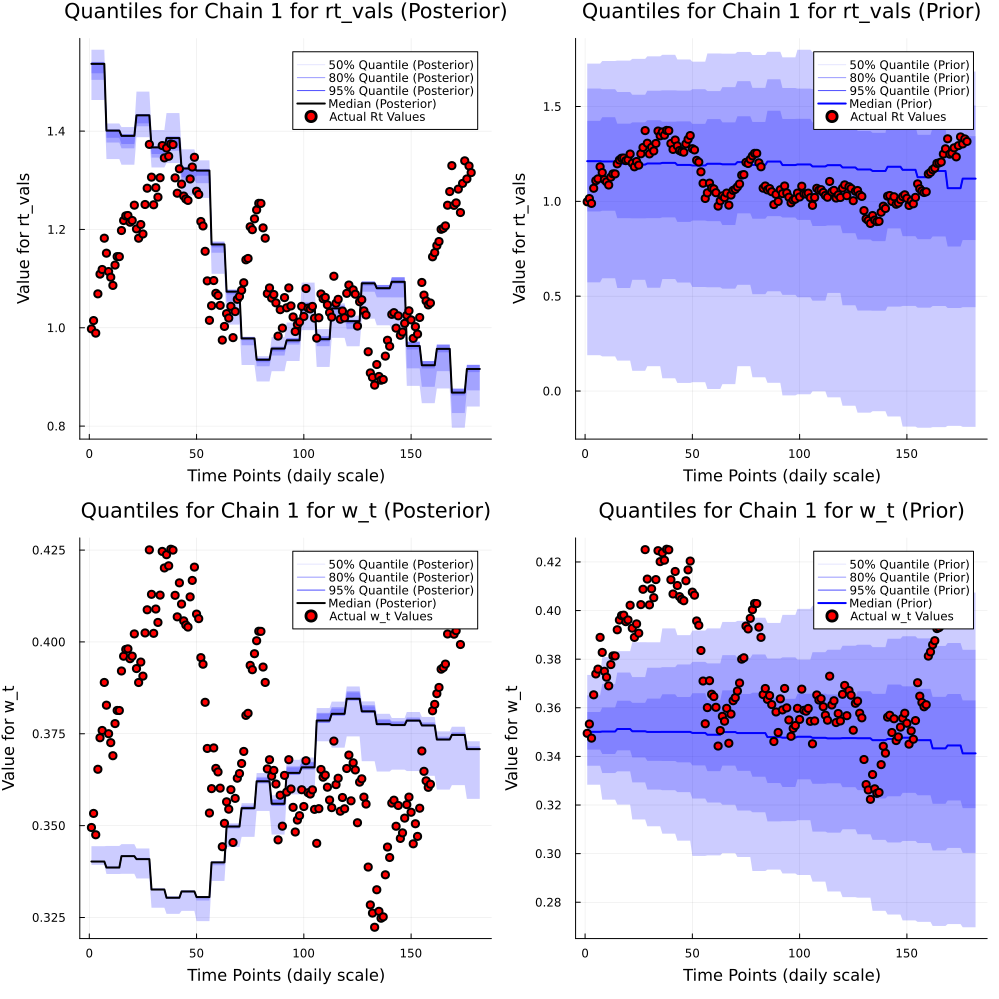 Quantiles for Chain 1 for rt_vals (Posterior)
Value for rt_vals
1.4
1.2
1.0
0.8
50% Quantile (Posterior)
80% Quantile (Posterior)
95% Quantile (Posterior)
Median (Posterior)
Actual Rt Values
0 50 100 150
Time Points (daily scale)
Quantiles for Chain 1 for rt_vals (Prior)
Value for rt_vals
1.5
1.0
0.5
0.0
50% Quantile (Prior)
80% Quantile (Prior)
95% Quantile (Prior)
Median (Prior)
Actual Rt Values
0 50 100 150
Time Points (daily scale)
Quantiles for Chain 1 for w_t (Posterior)
Value for w_t
0.425
0.400
0.375
0.350
0.325
50% Quantile (Posterior)
80% Quantile (Posterior)
95% Quantile (Posterior)
Median (Posterior)
Actual w_t Values
0 50 100 150
Time Points (daily scale)
Quantiles for Chain 1 for w_t (Prior)
Value for w_t
0.42
0.40
0.38
0.36
0.34
0.32
0.30
0.28
50% Quantile (Prior)
80% Quantile (Prior)
95% Quantile (Prior)
Median (Prior)
Actual w_t Values
0 50 100 150
Time Points (daily scale)